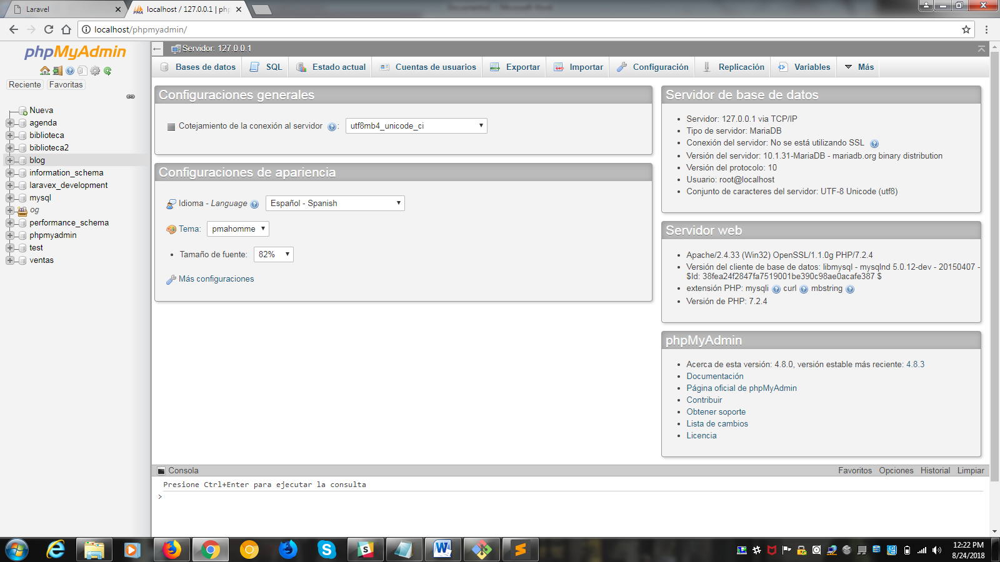 Laravel
localhost / 127.0.0.1 | php
localhost/phpmyadmin/
phpMyAdmin
Reciente Favoritas
Nueva
agenda
biblioteca
biblioteca2
blog
information_schema
laravex_development
mysql
og
performance_schema
phpmyadmin
test
ventas
Servidor: 127.0.0.1
Bases de datos SQL Estado actual Cuentas de usuarios Exportar Importar Configuración Replicación Variables Más
Configuraciones generales
Cotejamiento de la conexión al servidor : utf8mb4_unicode_ci
Configuraciones de apariencia
Idioma - Language Español - Spanish
Tema: pmahomme
Tamaño de fuente: 82%
Más configuraciones
Servidor de base de datos
Servidor: 127.0.0.1 via TCP/IP
Tipo de servidor: MariaDB
Conexión del servidor: No se está utilizando SSL
Versión del servidor: 10.1.31-MariaDB - mariadb.org binary distribution
Versión del protocolo: 10
Usuario: root@localhost
Conjunto de caracteres del servidor: UTF-8 Unicode (utf8)
Servidor web
Apache/2.4.33 (Win32) OpenSSL/1.1.0g PHP/7.2.4
Versión del cliente de base de datos: libmysql - mysqlnd 5.0.12-dev - 20150407 -
$Id: 38fea24f2847fa7519001be390c98ae0acafe387 $
extensión PHP: mysqli curl mbstring
Versión de PHP: 7.2.4
phpMyAdmin
Acerca de esta versión: 4.8.0, versión estable más reciente: 4.8.3
Documentación
Página oficial de phpMyAdmin
Contribuir
Obtener soporte
Lista de cambios
Licencia
Consola Favoritos Opciones Historial Limpiar
Presione Ctrl+Enter para ejecutar la consulta
>
12:22 PM
8/24/2018